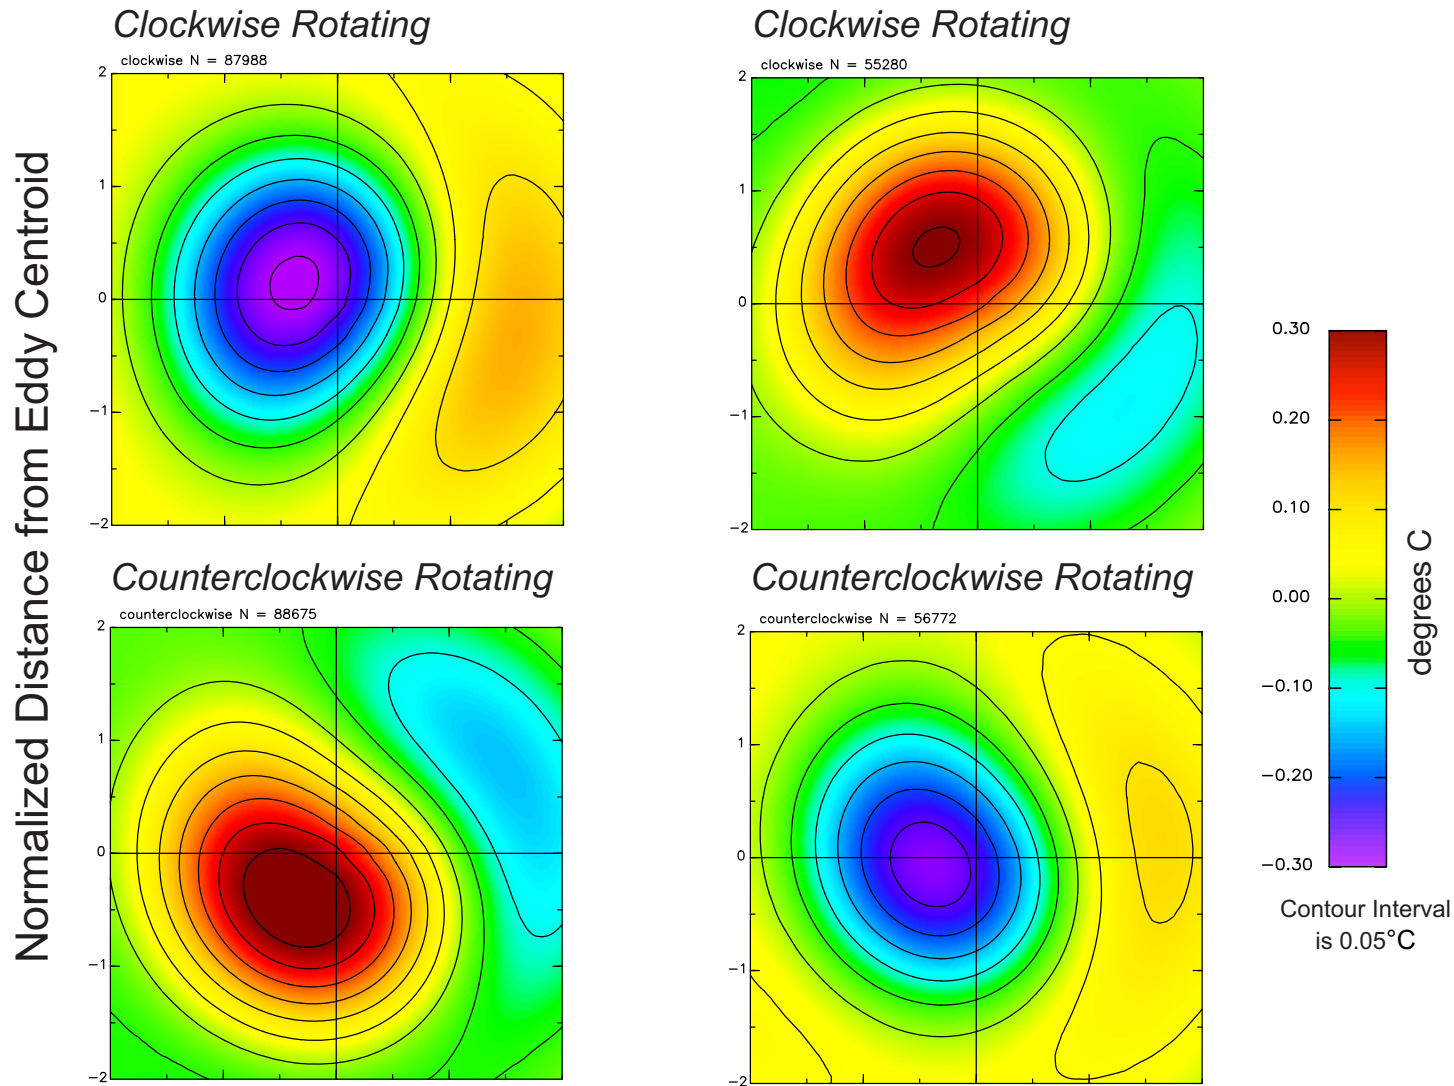 Clockwise Rotating
clockwise N = 87988
2
1
0
−1
−2
Clockwise Rotating
clockwise N = 55280
2
1
0
−1
−2
Normalized Distance from Eddy Centroid
Counterclockwise Rotating
counterclockwise N = 88675
2
1
0
−1
−2
Counterclockwise Rotating
counterclockwise N = 56772
2
1
0
−1
−2
0.30
0.20
0.10
0.00
−0.10
−0.20
−0.30
degrees C
Contour Interval
is 0.05°C